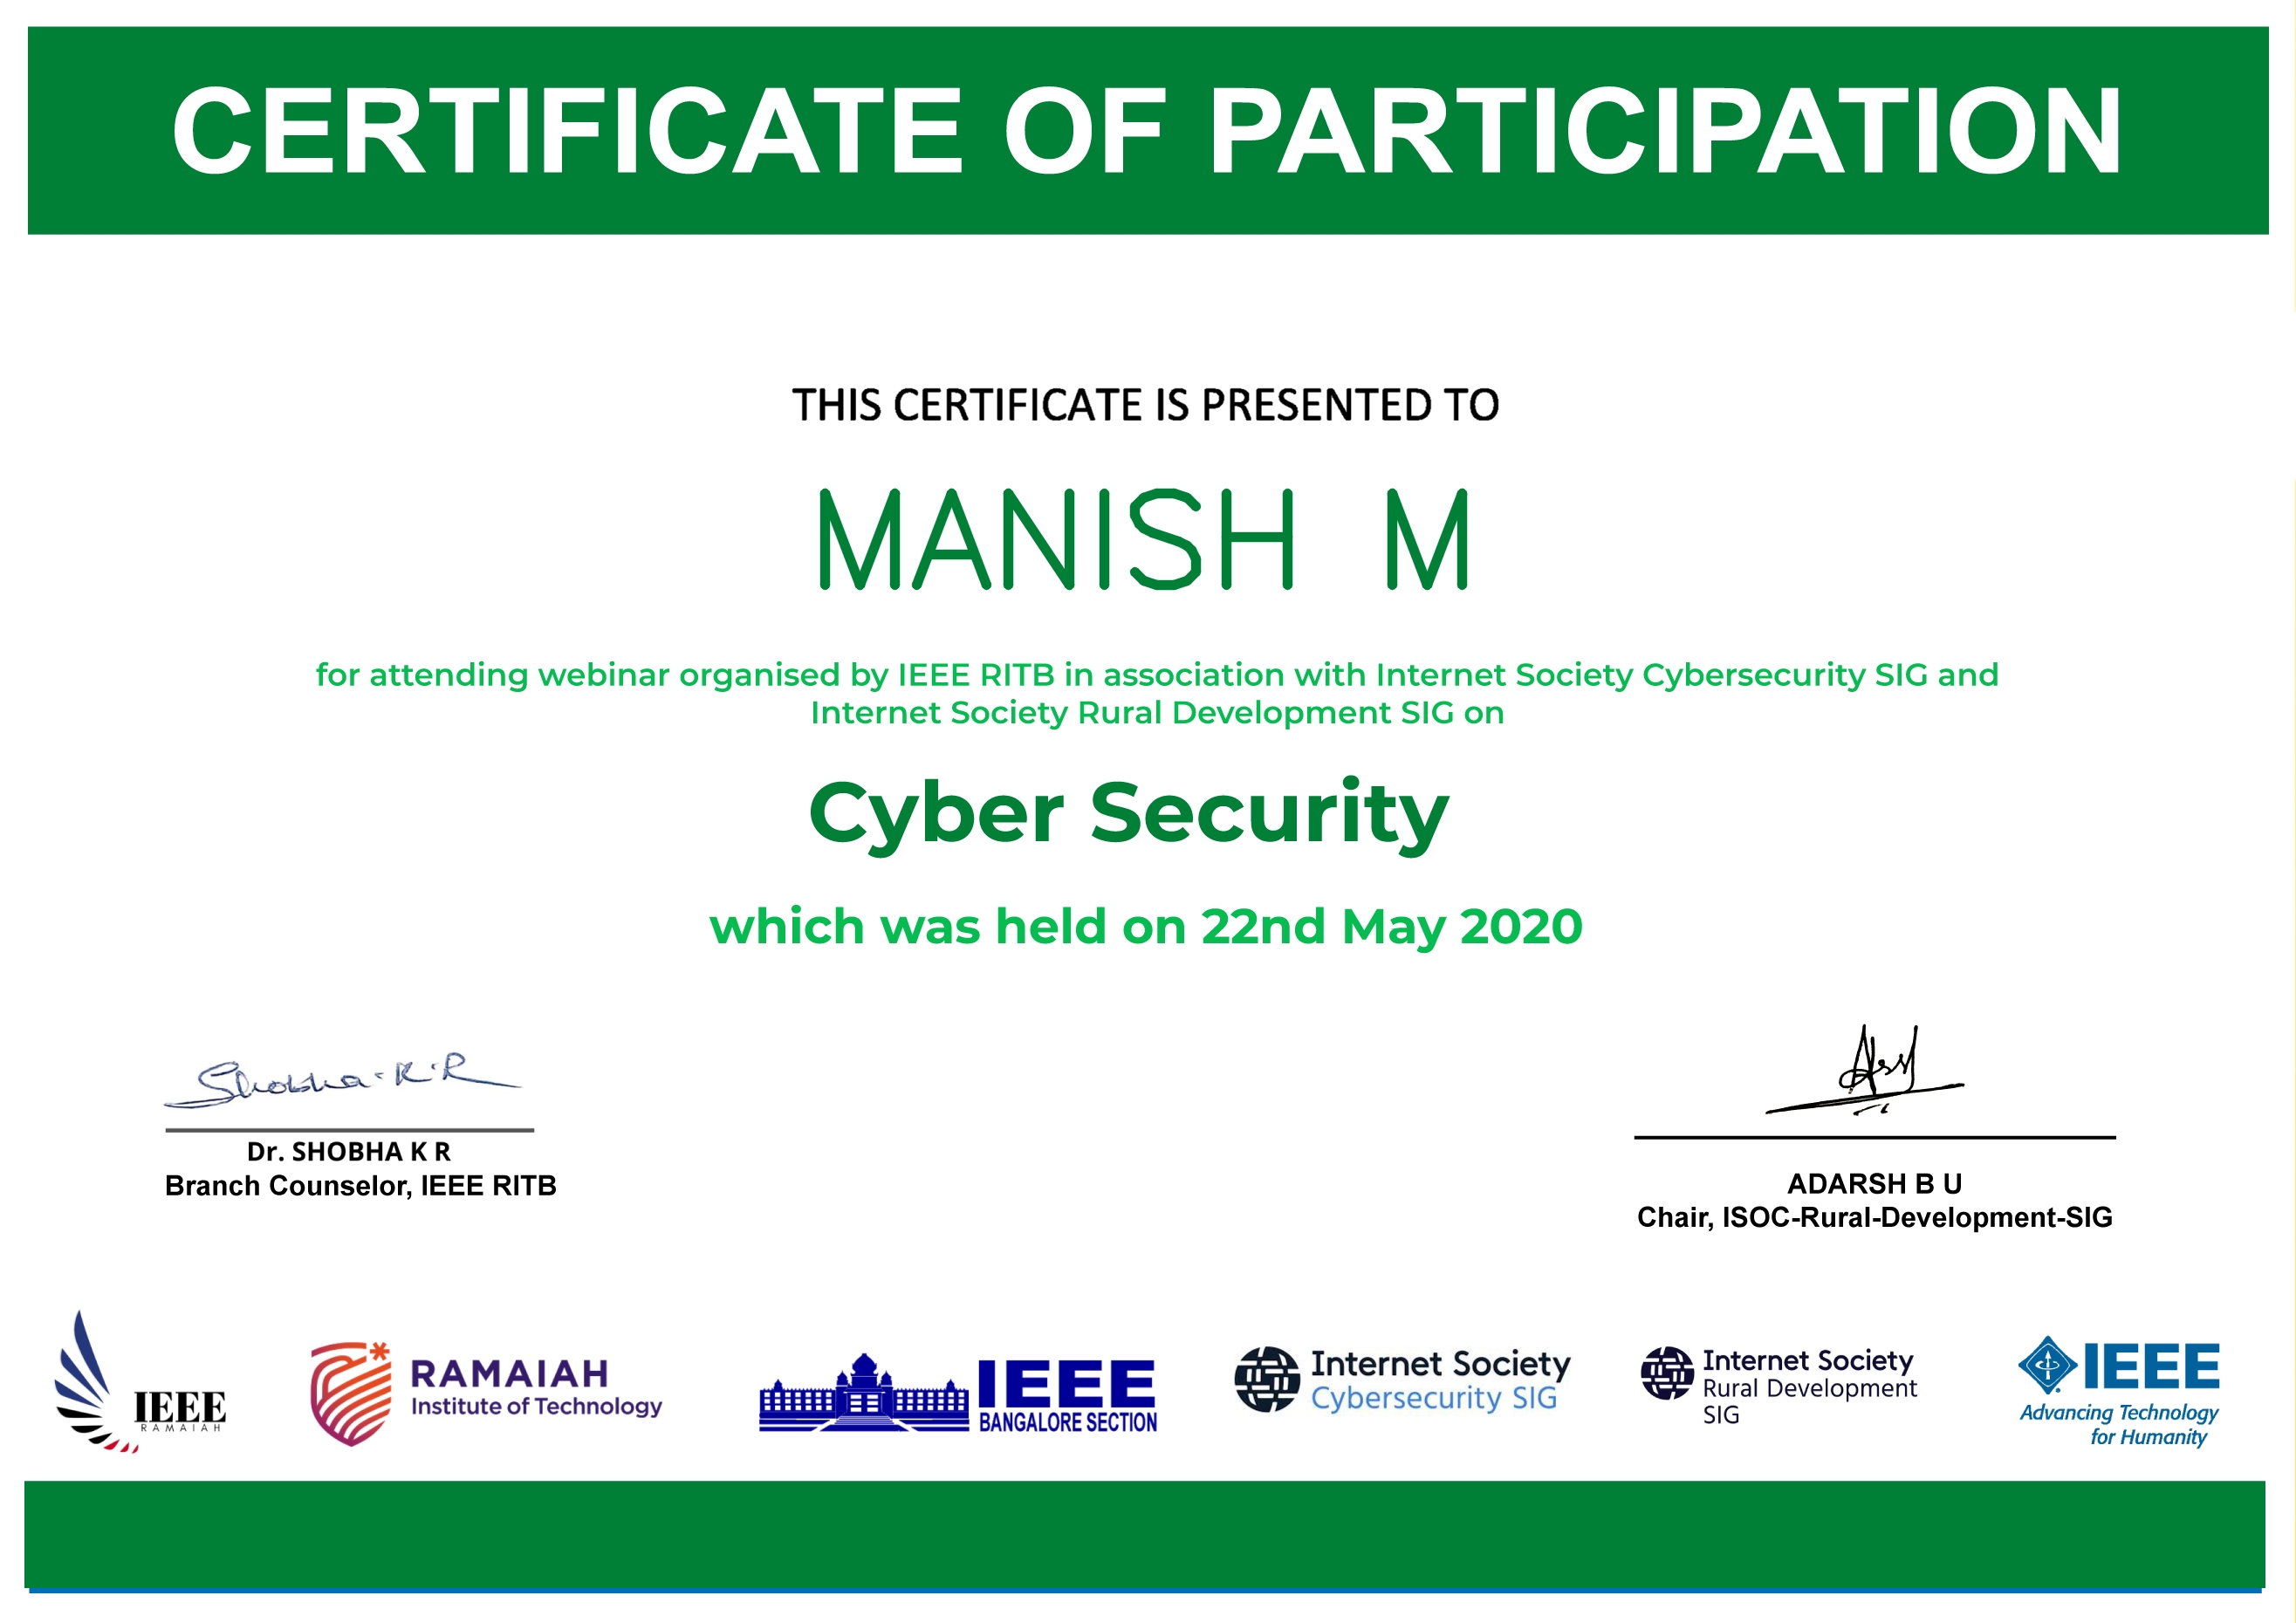 CERTIFICATE OF PARTICIPATION
THIS CERTIFICATE IS PRESENTED TO
MANISH M
for attending webinar organised by IEEE RITB in association with Internet Society Cybersecurity SIG and
Internet Society Rural Development SIG on
Cyber Security
which was held on 22nd May 2020
Shobha-K.R
Dr. SHOBHA K R
Branch Counselor, IEEE RITB
ADARSH B U
Chair, ISOC-Rural-Development-SIG
IEEE
RAMAIAH
RAMAIAH
Institute of Technology
IEEE
BANGALORE SECTION
Internet Society
Cybersecurity SIG
Internet Society
Rural Development
SIG
IEEE
Advancing Technology
for Humanity